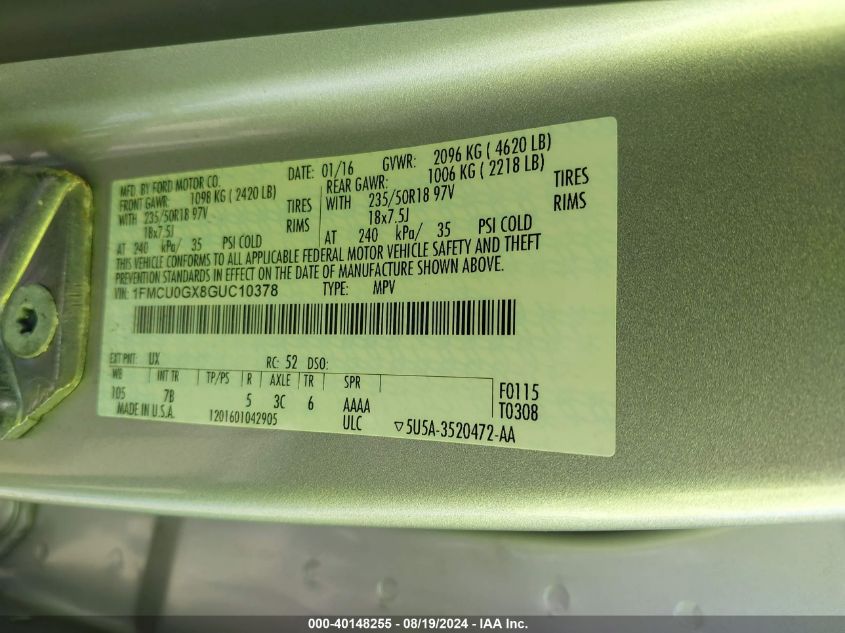 MFD. BY FORD MOTOR CO. DATE: 01/16 GVWR: 2096 KG ( 4620 LB)
FRONT GAWR: 1098 KG ( 2420 LB) REAR GAWR: 1006 KG ( 2218 LB)
WITH 235/50R18 97V TIRES WITH 235/50R18 97V TIRES
18x7.5J RIMS 18x7.5J RIMS
AT 240 kPa/ 35 PSI COLD AT 240 kPa/ 35 PSI COLD
THIS VEHICLE CONFORMS TO ALL APPLICABLE FEDERAL MOTOR VEHICLE SAFETY AND THEFT
PREVENTION STANDARDS IN EFFECT ON THE DATE OF MANUFACTURE SHOWN ABOVE.
VIN: 1FMCU0GX8GUC10378 TYPE: MPV
EXT PNT: UX RC: 52 DSO:
WB INT TR TP/PS R AXLE TR SPR F0115
105 7B 5 3C 6 AAAA T0308
MADE IN U.S.A. 1201601042905 ULC ▽5U5A-3520472-AA
000-40148255 - 08/19/2024 - IAA Inc.